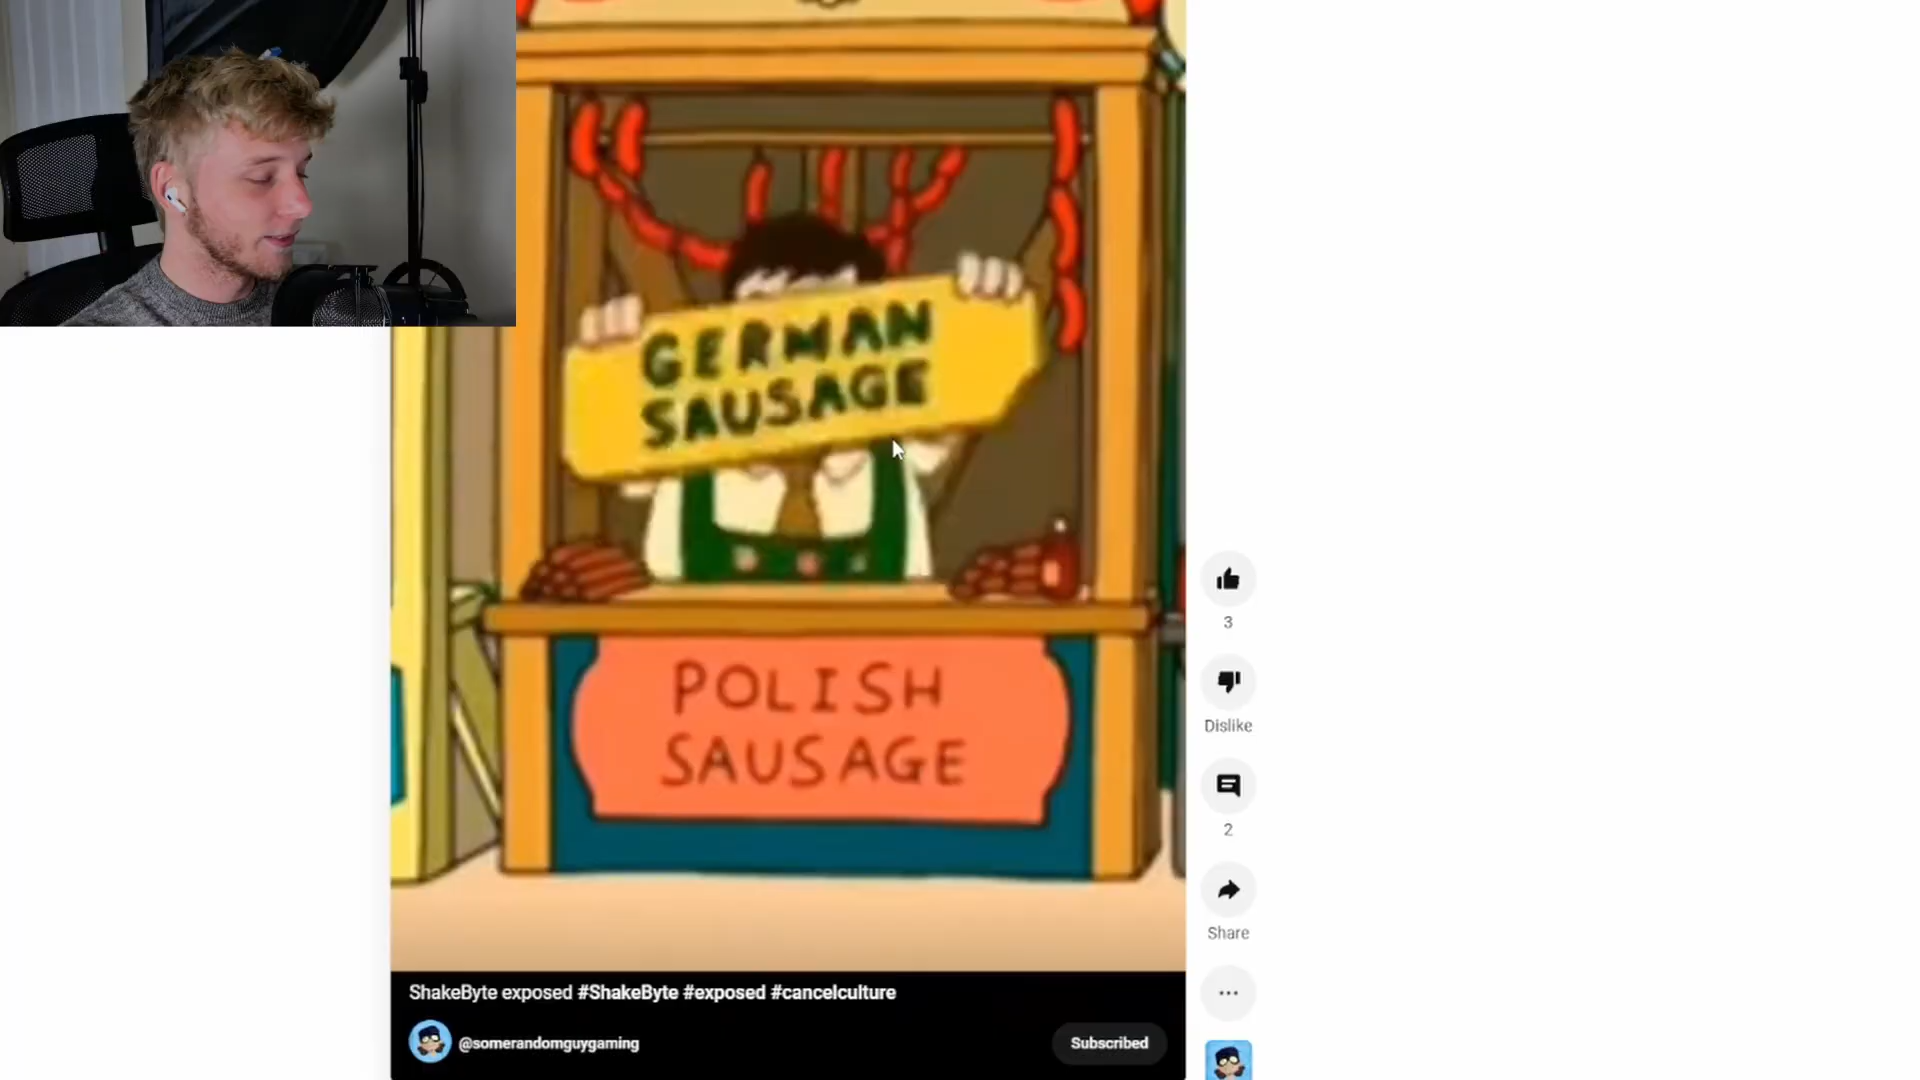 GERMAN
SAUSAGE
POLISH
SAUSAGE
3
Dislike
2
Share
ShakeByte exposed #ShakeByte #exposed #cancelculture
@somerandomguygaming
Subscribed